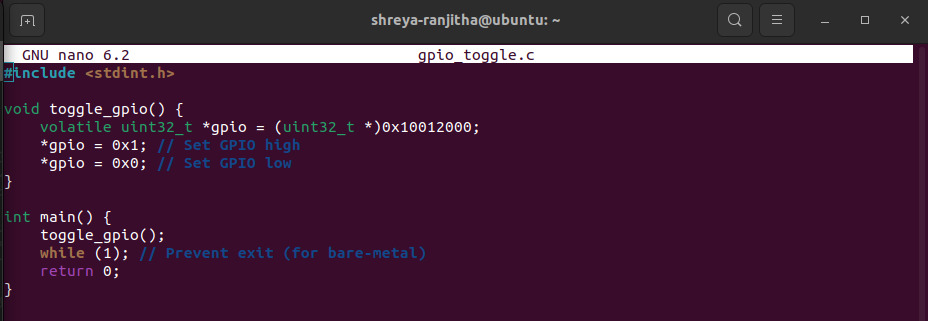 shreya-ranjitha@ubuntu: ~
GNU nano 6.2 gpio_toggle.c
#include <stdint.h>
void toggle_gpio() {
    volatile uint32_t *gpio = (uint32_t *)0x10012000;
    *gpio = 0x1; // Set GPIO high
    *gpio = 0x0; // Set GPIO low
}
int main() {
    toggle_gpio();
    while (1); // Prevent exit (for bare-metal)
    return 0;
}